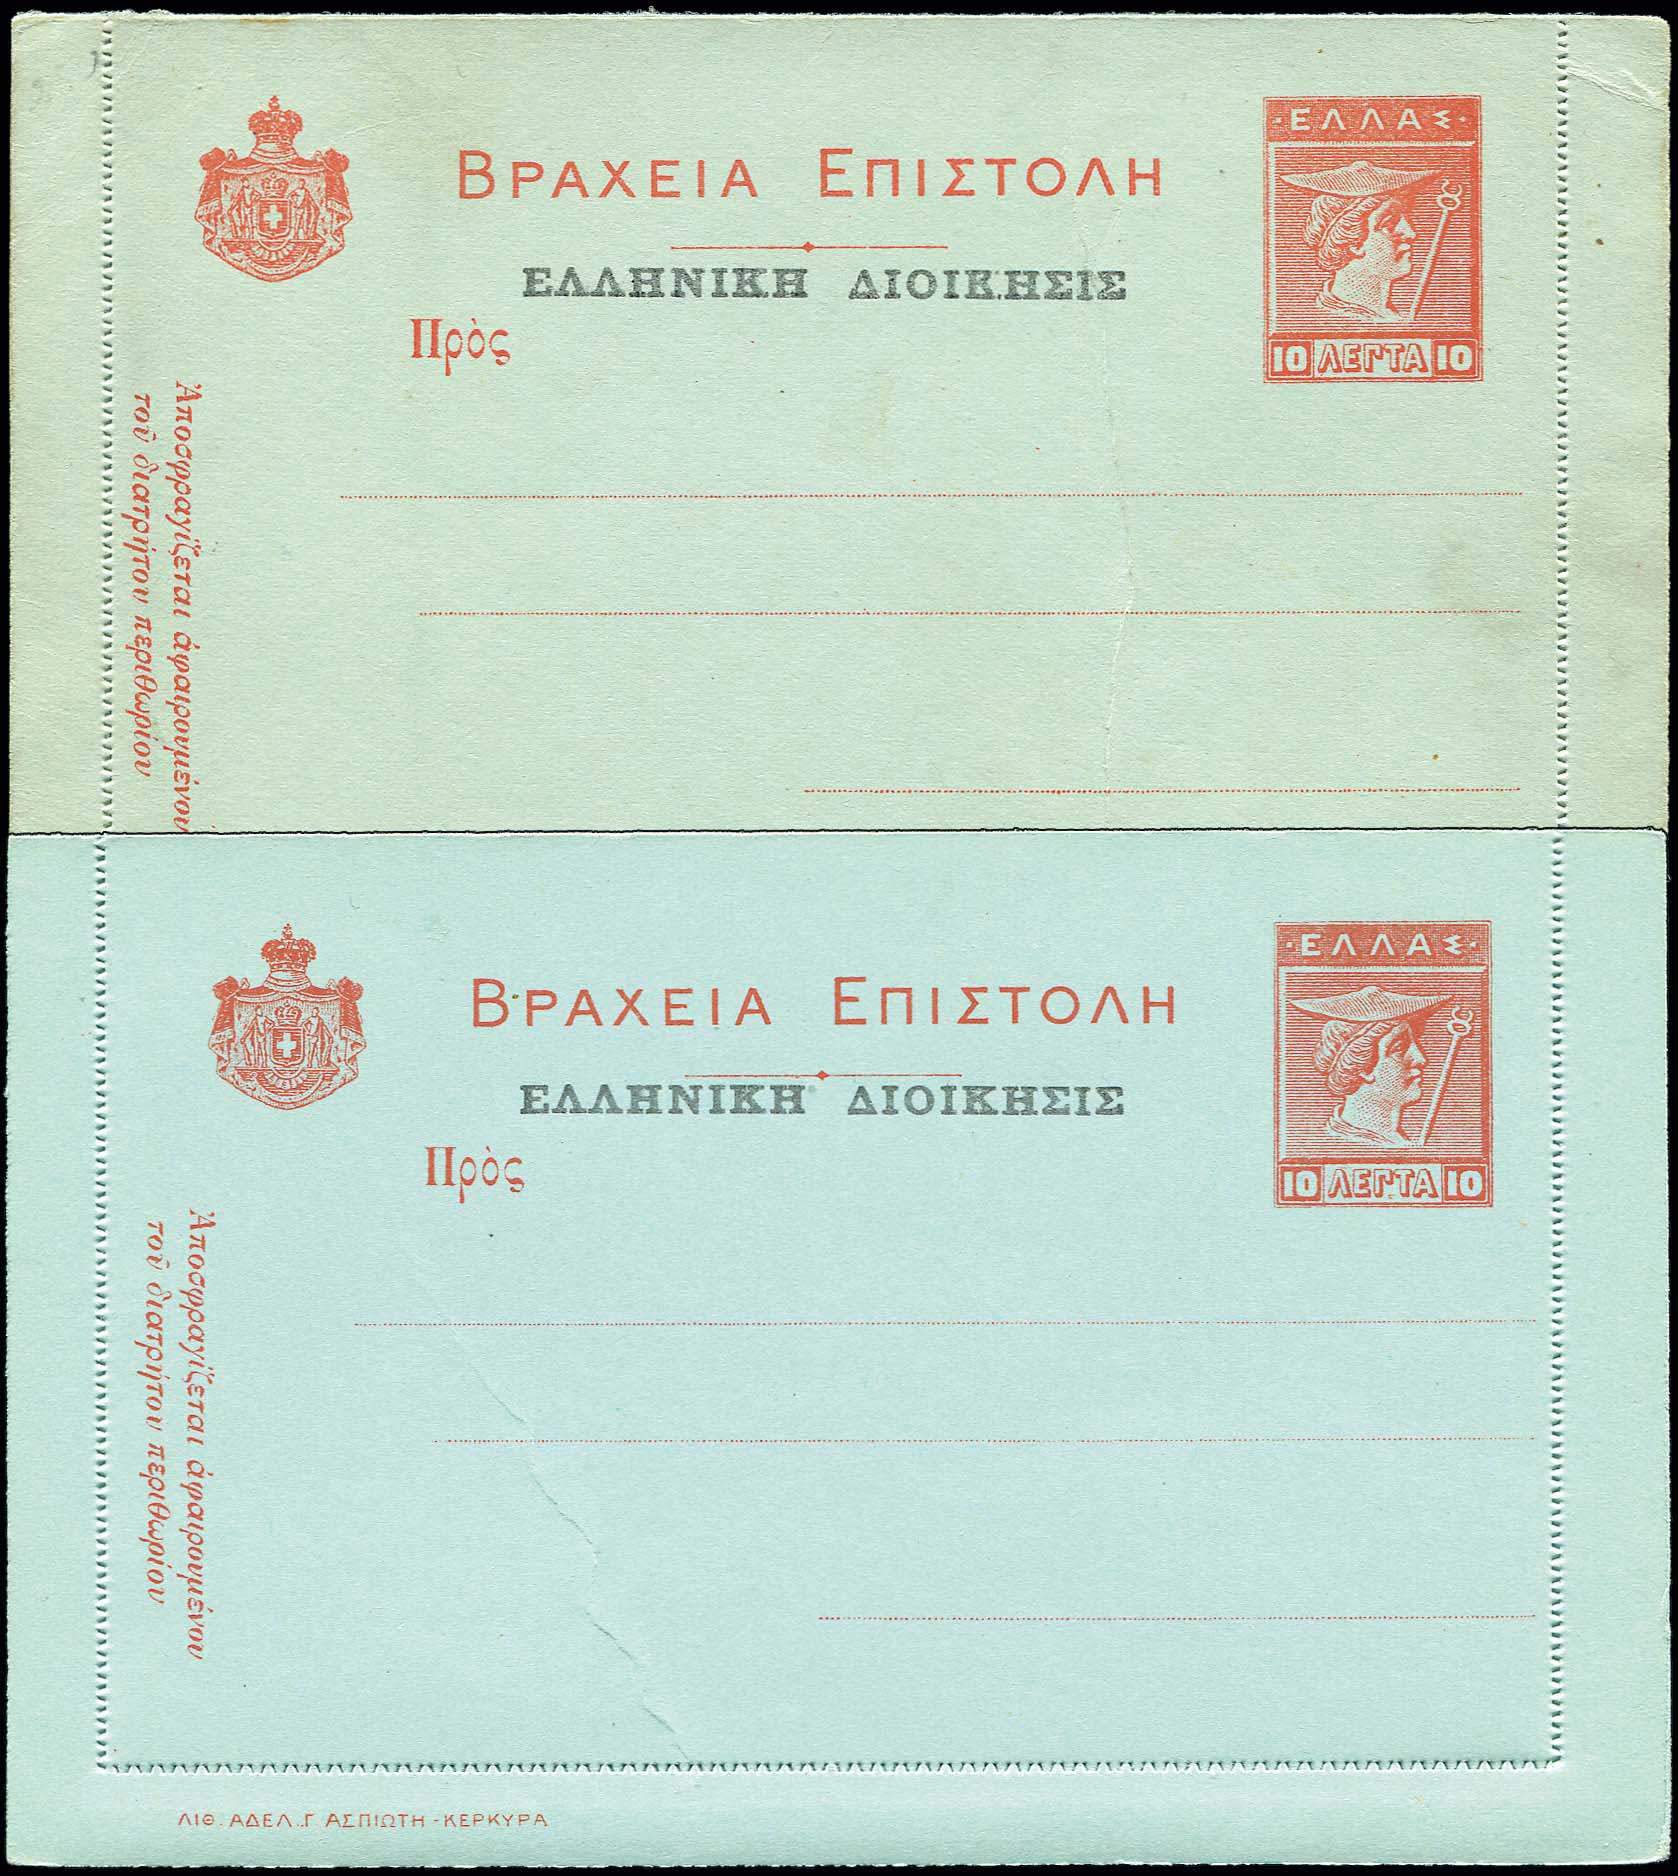 ΒΡΑΧΕΙΑ ΕΠΙΣΤΟΛΗ
·ΕΛΛΑΣ·
ΕΛΛΗΝΙΚΗ ΔΙΟΙΚΗΣΙΣ
Πρὸς
10 ΛΕΠΤΑ 10
Ἀποσφραγίζεται ἀφαιρουμένου
τοῦ διατρήτου περιθωρίου
ΒΡΑΧΕΙΑ ΕΠΙΣΤΟΛΗ
·ΕΛΛΑΣ·
ΕΛΛΗΝΙΚΗ ΔΙΟΙΚΗΣΙΣ
Πρὸς
10 ΛΕΠΤΑ 10
Ἀποσφραγίζεται ἀφαιρουμένου
τοῦ διατρήτου περιθωρίου
ΛΙΘ. ΑΔΕΛ. Γ. ΑΣΠΙΩΤΗ - ΚΕΡΚΥΡΑ